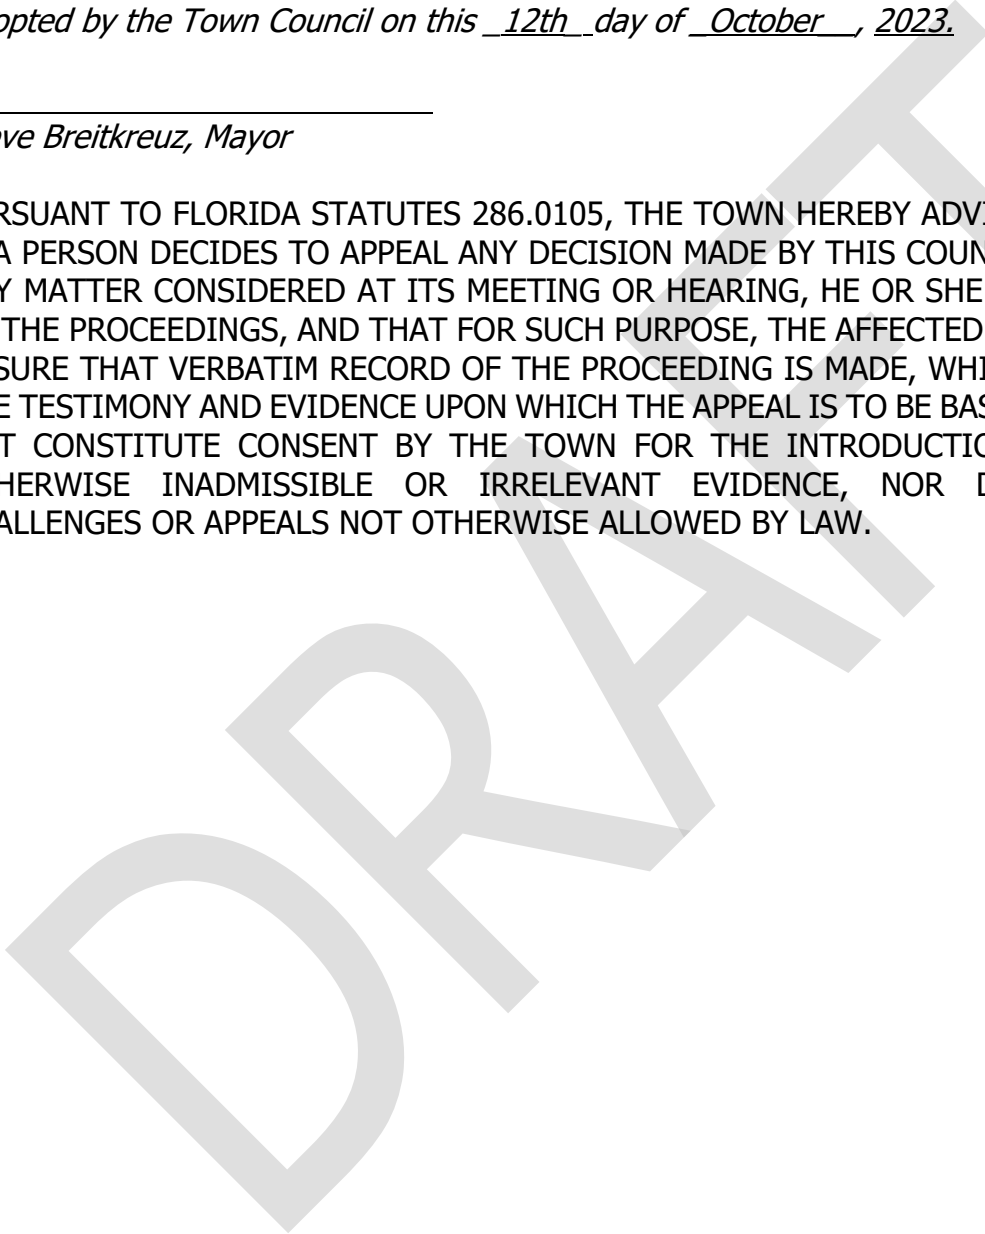 opted by the Town Council on this _12th_ day of _October__, 2023.
ve Breitkreuz, Mayor
RSUANT TO FLORIDA STATUTES 286.0105, THE TOWN HEREBY ADVI
A PERSON DECIDES TO APPEAL ANY DECISION MADE BY THIS COUN
Y MATTER CONSIDERED AT ITS MEETING OR HEARING, HE OR SHE
THE PROCEEDINGS, AND THAT FOR SUCH PURPOSE, THE AFFECTED
SURE THAT VERBATIM RECORD OF THE PROCEEDING IS MADE, WHI
E TESTIMONY AND EVIDENCE UPON WHICH THE APPEAL IS TO BE BAS
T CONSTITUTE CONSENT BY THE TOWN FOR THE INTRODUCTIO
HERWISE INADMISSIBLE OR IRRELEVANT EVIDENCE, NOR D
ALLENGES OR APPEALS NOT OTHERWISE ALLOWED BY LAW.
DRAFT